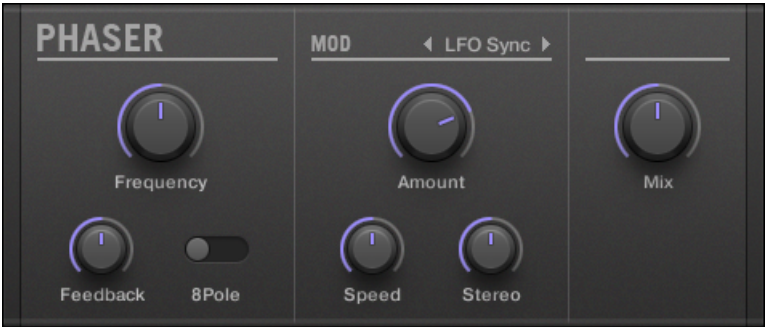 PHASER
Frequency
Feedback
8Pole
MOD
LFO Sync
Amount
Speed
Stereo
Mix